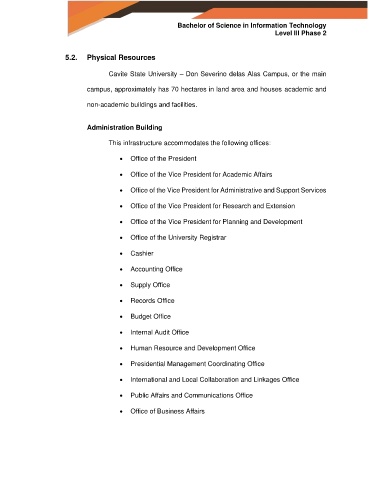 Bachelor of Science in Information Technology
Level III Phase 2
5.2. Physical Resources
Cavite State University – Don Severino delas Alas Campus, or the main
campus, approximately has 70 hectares in land area and houses academic and
non-academic buildings and facilities.
Administration Building
This infrastructure accommodates the following offices:
• Office of the President
• Office of the Vice President for Academic Affairs
• Office of the Vice President for Administrative and Support Services
• Office of the Vice President for Research and Extension
• Office of the Vice President for Planning and Development
• Office of the University Registrar
• Cashier
• Accounting Office
• Supply Office
• Records Office
• Budget Office
• Internal Audit Office
• Human Resource and Development Office
• Presidential Management Coordinating Office
• International and Local Collaboration and Linkages Office
• Public Affairs and Communications Office
• Office of Business Affairs